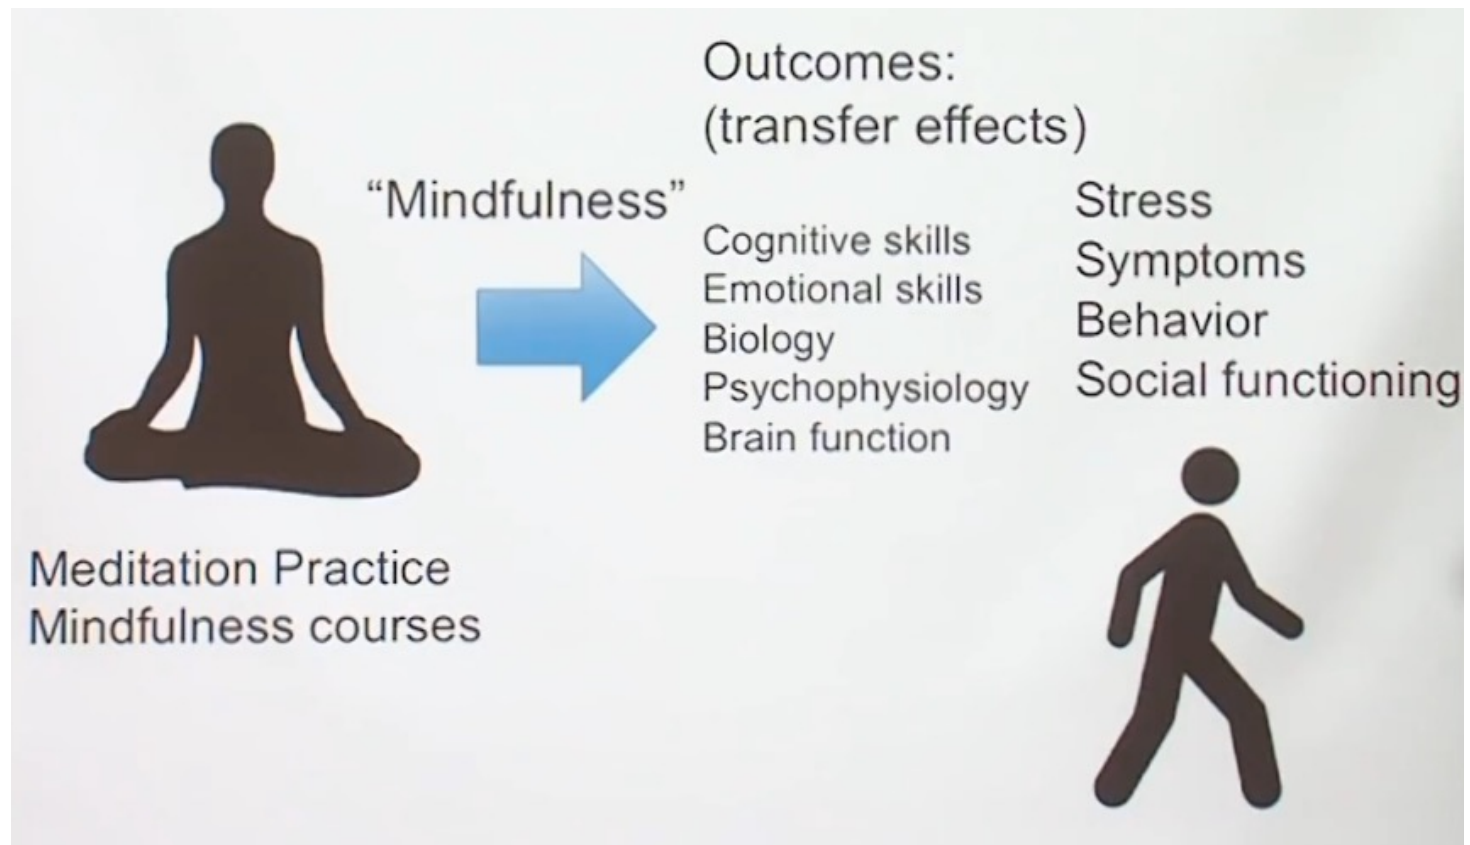 Outcomes:
(transfer effects)
“Mindfulness”
Cognitive skills
Emotional skills
Biology
Psychophysiology
Brain function
Stress
Symptoms
Behavior
Social functioning
Meditation Practice
Mindfulness courses